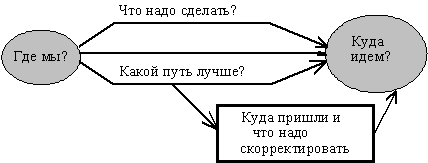 Что надо сделать?
Где мы?
Куда
идем?
Какой путь лучше?
Куда пришли и
что надо
скорректировать